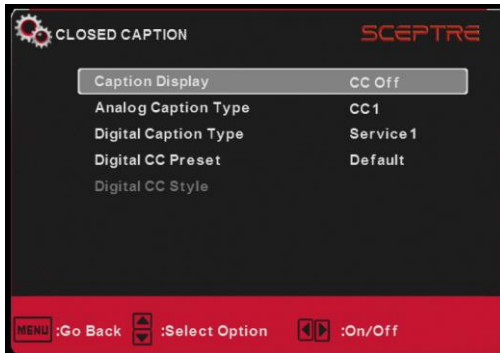 CLOSED CAPTION SCEPTRE
Caption Display CC Off
Analog Caption Type CC1
Digital Caption Type Service1
Digital CC Preset Default
Digital CC Style
MENU :Go Back :Select Option :On/Off